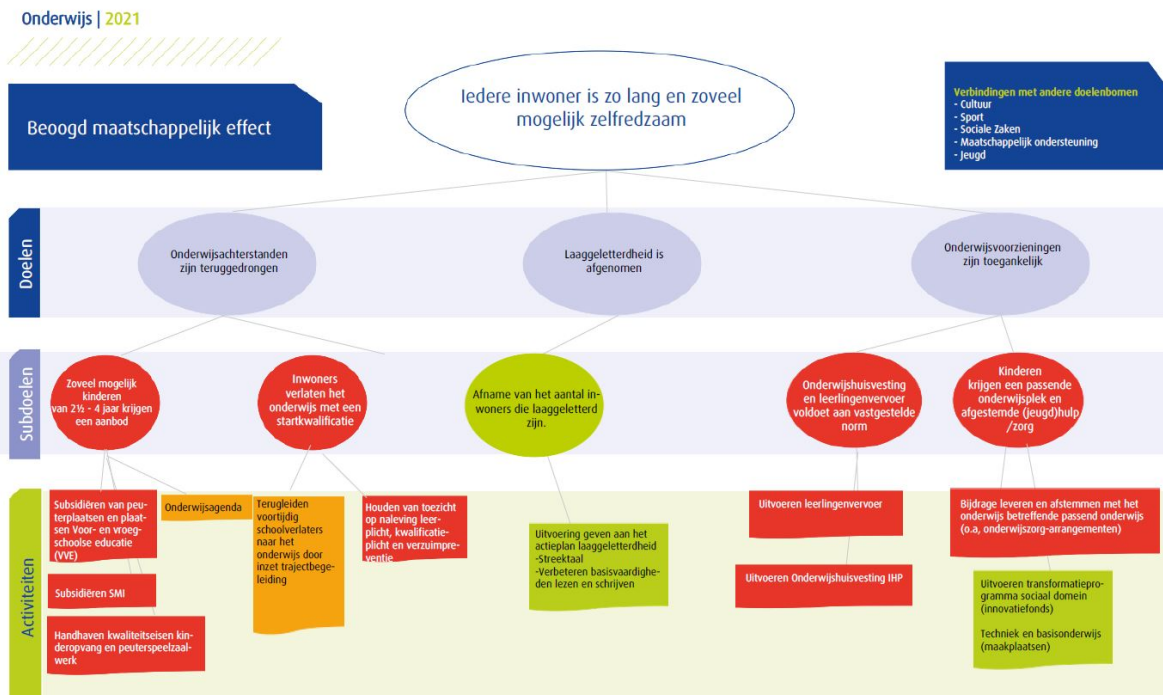 Onderwijs | 2021
Beoogd maatschappelijk effect
Iedere inwoner is zo lang en zoveel
mogelijk zelfredzaam
Verbindingen met andere doelenbomen
- Cultuur
- Sport
- Sociale Zaken
- Maatschappelijk ondersteuning
- Jeugd
Doelen
Onderwijsachterstanden
zijn teruggedrongen
Laaggeletterdheid is
afgenomen
Onderwijsvoorzieningen
zijn toegankelijk
Subdoelen
Zoveel mogelijk
kinderen
van 2½ - 4 jaar krijgen
een aanbod
Inwoners
verlaten het
onderwijs met een
startkwalificatie
Afname van het aantal in-
woners die laaggeletterd
zijn.
Onderwijshuisvesting
en leerlingenvervoer
voldoet aan vastgestelde
norm
Kinderen
krijgen een passende
onderwijsplek en
afgestemde (jeugd)hulp
/zorg
Activiteiten
Subsidiëren van peu-
terplaatsen en plaat-
sen Voor- en vroeg-
schoolse educatie
(VVE)
Subsidiëren SMI
Handhaven kwaliteitseisen kin-
deropvang en peuterspeelzaal-
werk
Onderwijsagenda
Terugleiden
voortijdig
schoolverlaters
naar het
onderwijs door
inzet trajectbege-
leiding
Houden van toezicht
op naleving leer-
plicht, kwalificatie-
plicht en verzuimpre-
ventie
Uitvoering geven aan het
actieplan laaggeletterdheid
-Streektaal
-Verbeteren basisvaardighe-
den lezen en schrijven
Uitvoeren leerlingenvervoer
Uitvoeren Onderwijshuisvesting IHP
Bijdrage leveren en afstemmen met het
onderwijs betreffende passend onderwijs
(o.a, onderwijszorg-arrangementen)
Uitvoeren transformatiepro-
gramma sociaal domein
(innovatiefonds)
Techniek en basisonderwijs
(maakplaatsen)